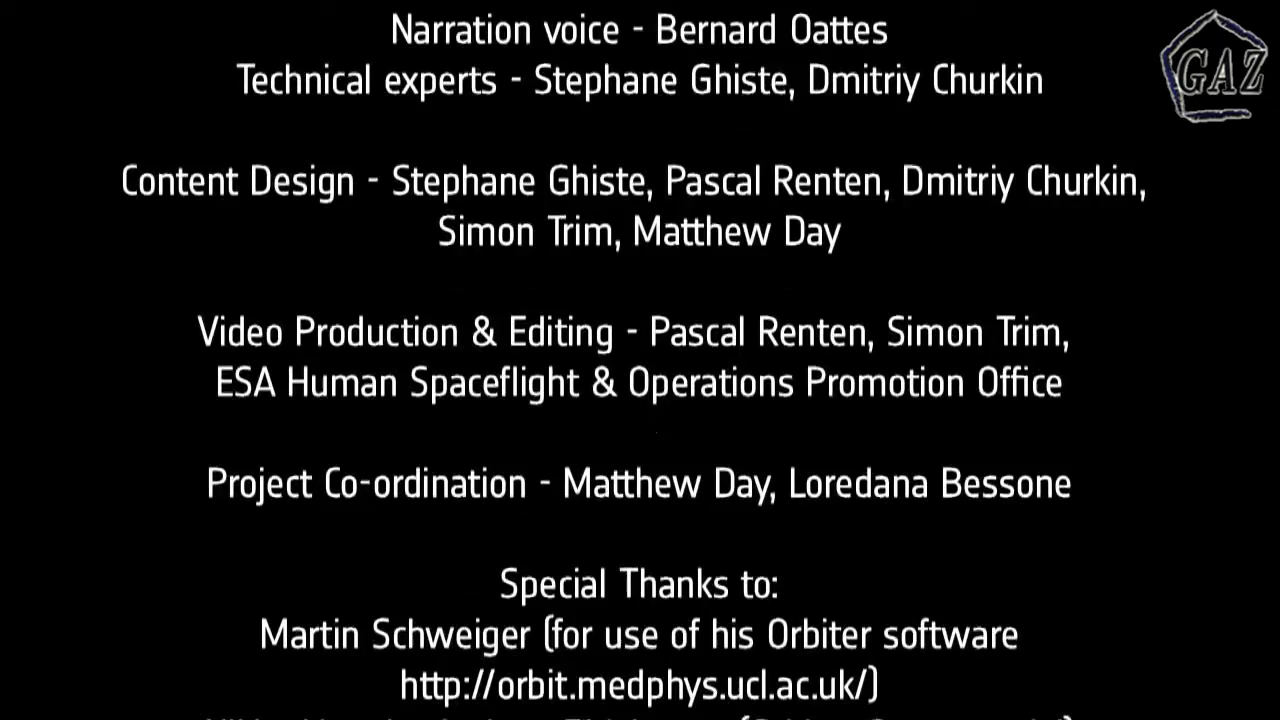 Narration voice - Bernard Oattes
GAZ
Technical experts - Stephane Ghiste, Dmitriy Churkin
Content Design - Stephane Ghiste, Pascal Renten, Dmitriy Churkin,
Simon Trim, Matthew Day
Video Production & Editing - Pascal Renten, Simon Trim,
ESA Human Spaceflight & Operations Promotion Office
Project Co-ordination - Matthew Day, Loredana Bessone
Special Thanks to:
Martin Schweiger (for use of his Orbiter software
http://orbit.medphys.ucl.ac.uk/)